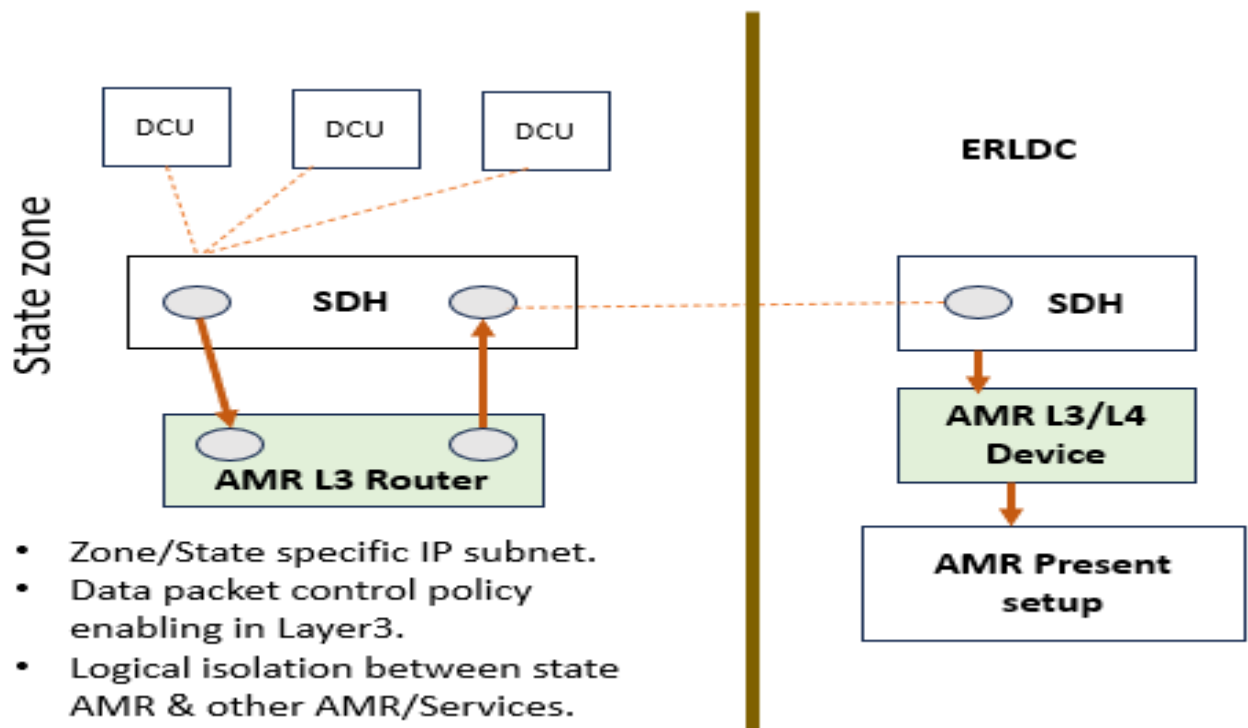 DCU
DCU
DCU
ERLDC
State zone
SDH
SDH
AMR L3 Router
AMR L3/L4
Device
AMR Present
setup
• Zone/State specific IP subnet.
• Data packet control policy
enabling in Layer3.
• Logical isolation between state
AMR & other AMR/Services.